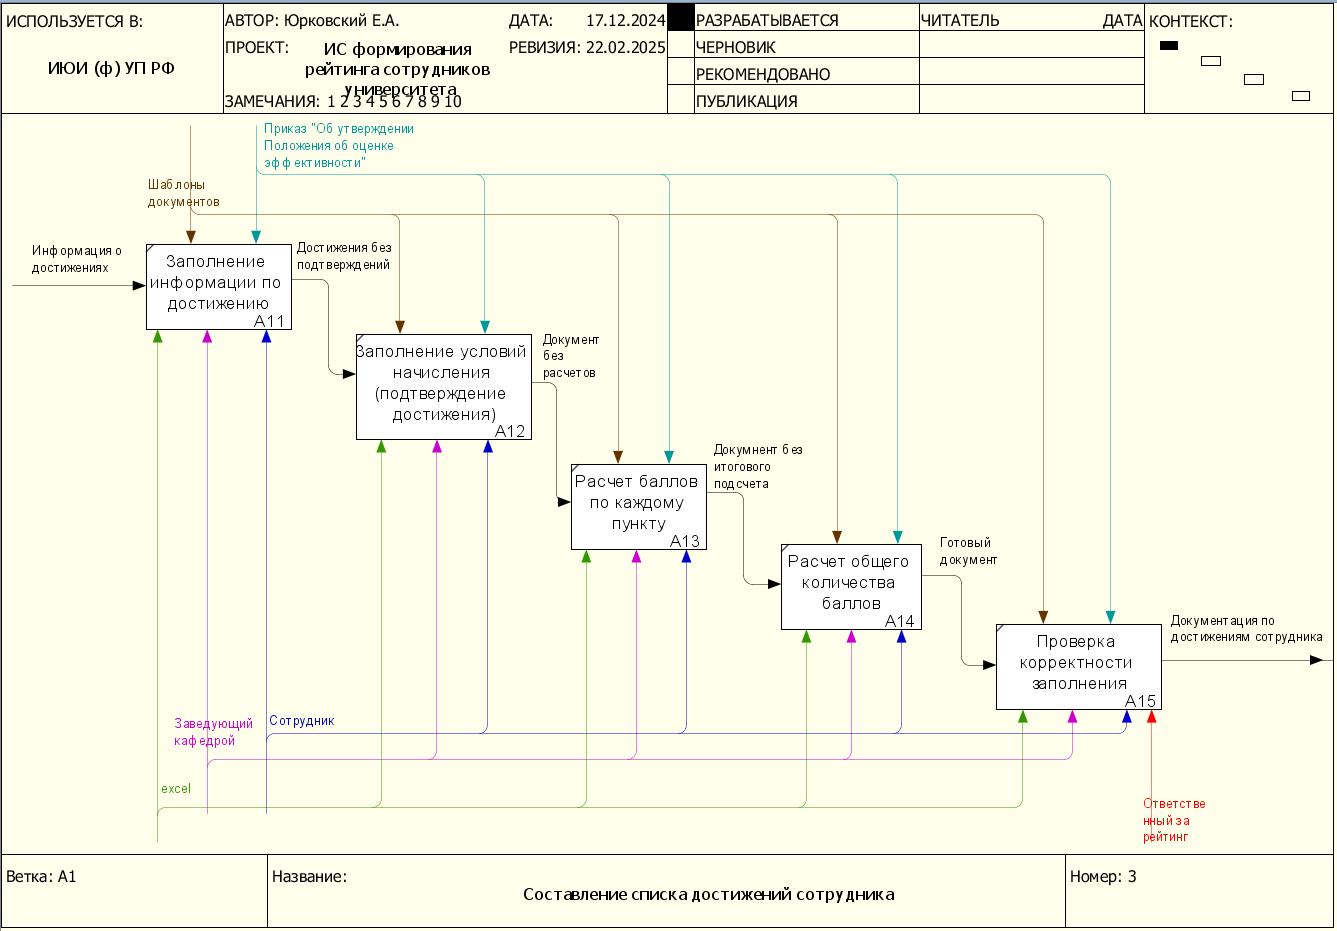 ИСПОЛЬЗУЕТСЯ В:
ИЮИ (ф) УП РФ
АВТОР: Юрковский Е.А.
ДАТА: 17.12.2024
ПРОЕКТ: ИС формирования
рейтинга сотрудников
университета
РЕВИЗИЯ: 22.02.2025
ЗАМЕЧАНИЯ: 1 2 3 4 5 6 7 8 9 10
РАЗРАБАТЫВАЕТСЯ
ЧЕРНОВИК
РЕКОМЕНДОВАНО
ПУБЛИКАЦИЯ
ЧИТАТЕЛЬ
ДАТА
КОНТЕКСТ:
Приказ "Об утверждении
Положения об оценке
эффективности"
Шаблоны
документов
Информация о
достижениях
Заполнение
информации по
достижению
A11
Достижения без
подтверждений
Заполнение условий
начисления
(подтверждение
достижения)
A12
Документ
без
расчетов
Расчет баллов
по каждому
пункту
A13
Докумнент без
итогового
подсчета
Расчет общего
количества
баллов
A14
Готовый
документ
Проверка
корректности
заполнения
A15
Документация по
достижениям сотрудника
Заведующий
кафедрой
Сотрудник
excel
Ответстве
нный за
рейтинг
Ветка: A1
Название:
Составление списка достижений сотрудника
Номер: 3